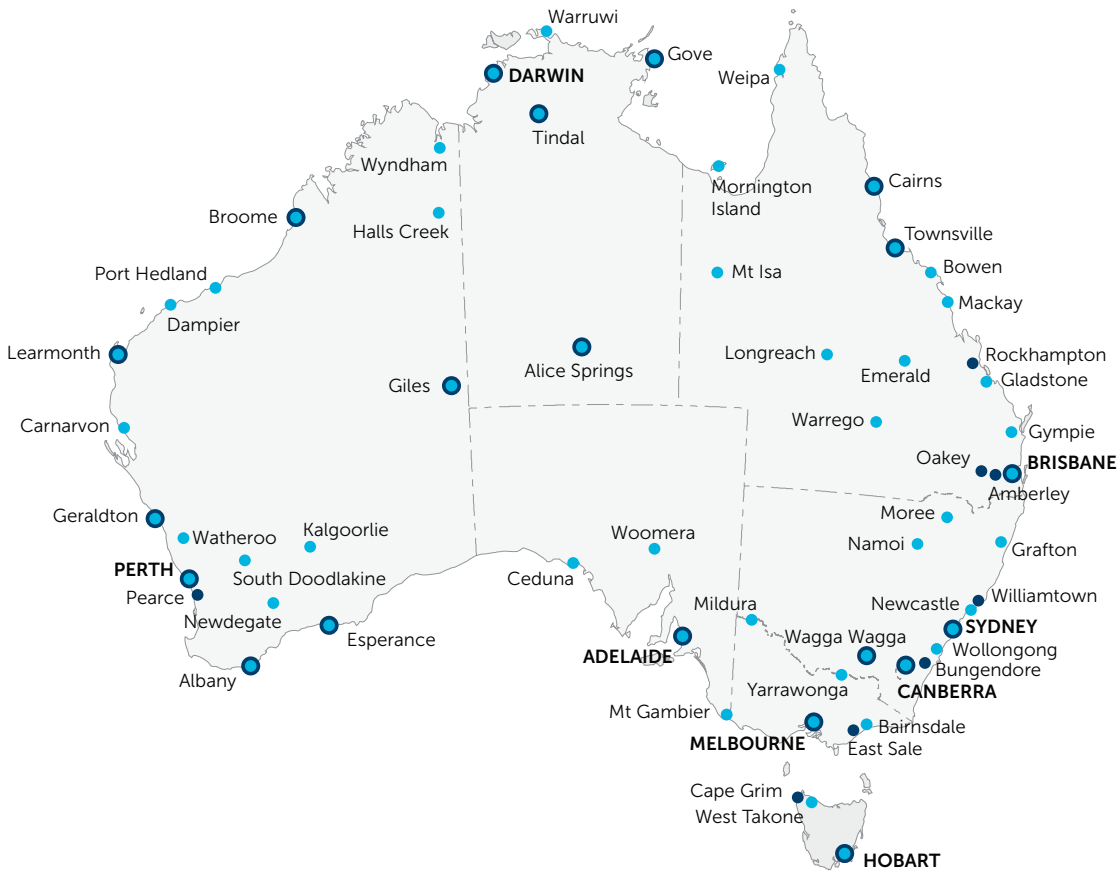 Warruwi
Gove
DARWIN
Weipa
Tindal
Wyndham
Mornington
Island
Cairns
Broome
Halls Creek
Townsville
Port Hedland
Mt Isa
Bowen
Mackay
Dampier
Learmonth
Longreach
Rockhampton
Alice Springs
Emerald
Gladstone
Giles
Carnarvon
Warrego
Gympie
Oakey
BRISBANE
Amberley
Geraldton
Moree
Watheroo
Kalgoorlie
Woomera
Namoi
Grafton
PERTH
South Doodlakine
Ceduna
Pearce
Williamtown
Newdegate
Mildura
Newcastle
Esperance
Wagga Wagga
SYDNEY
ADELAIDE
Wollongong
Albany
Bungendore
Yarrawonga
CANBERRA
Mt Gambier
Bairnsdale
MELBOURNE
East Sale
Cape Grim
West Takone
HOBART